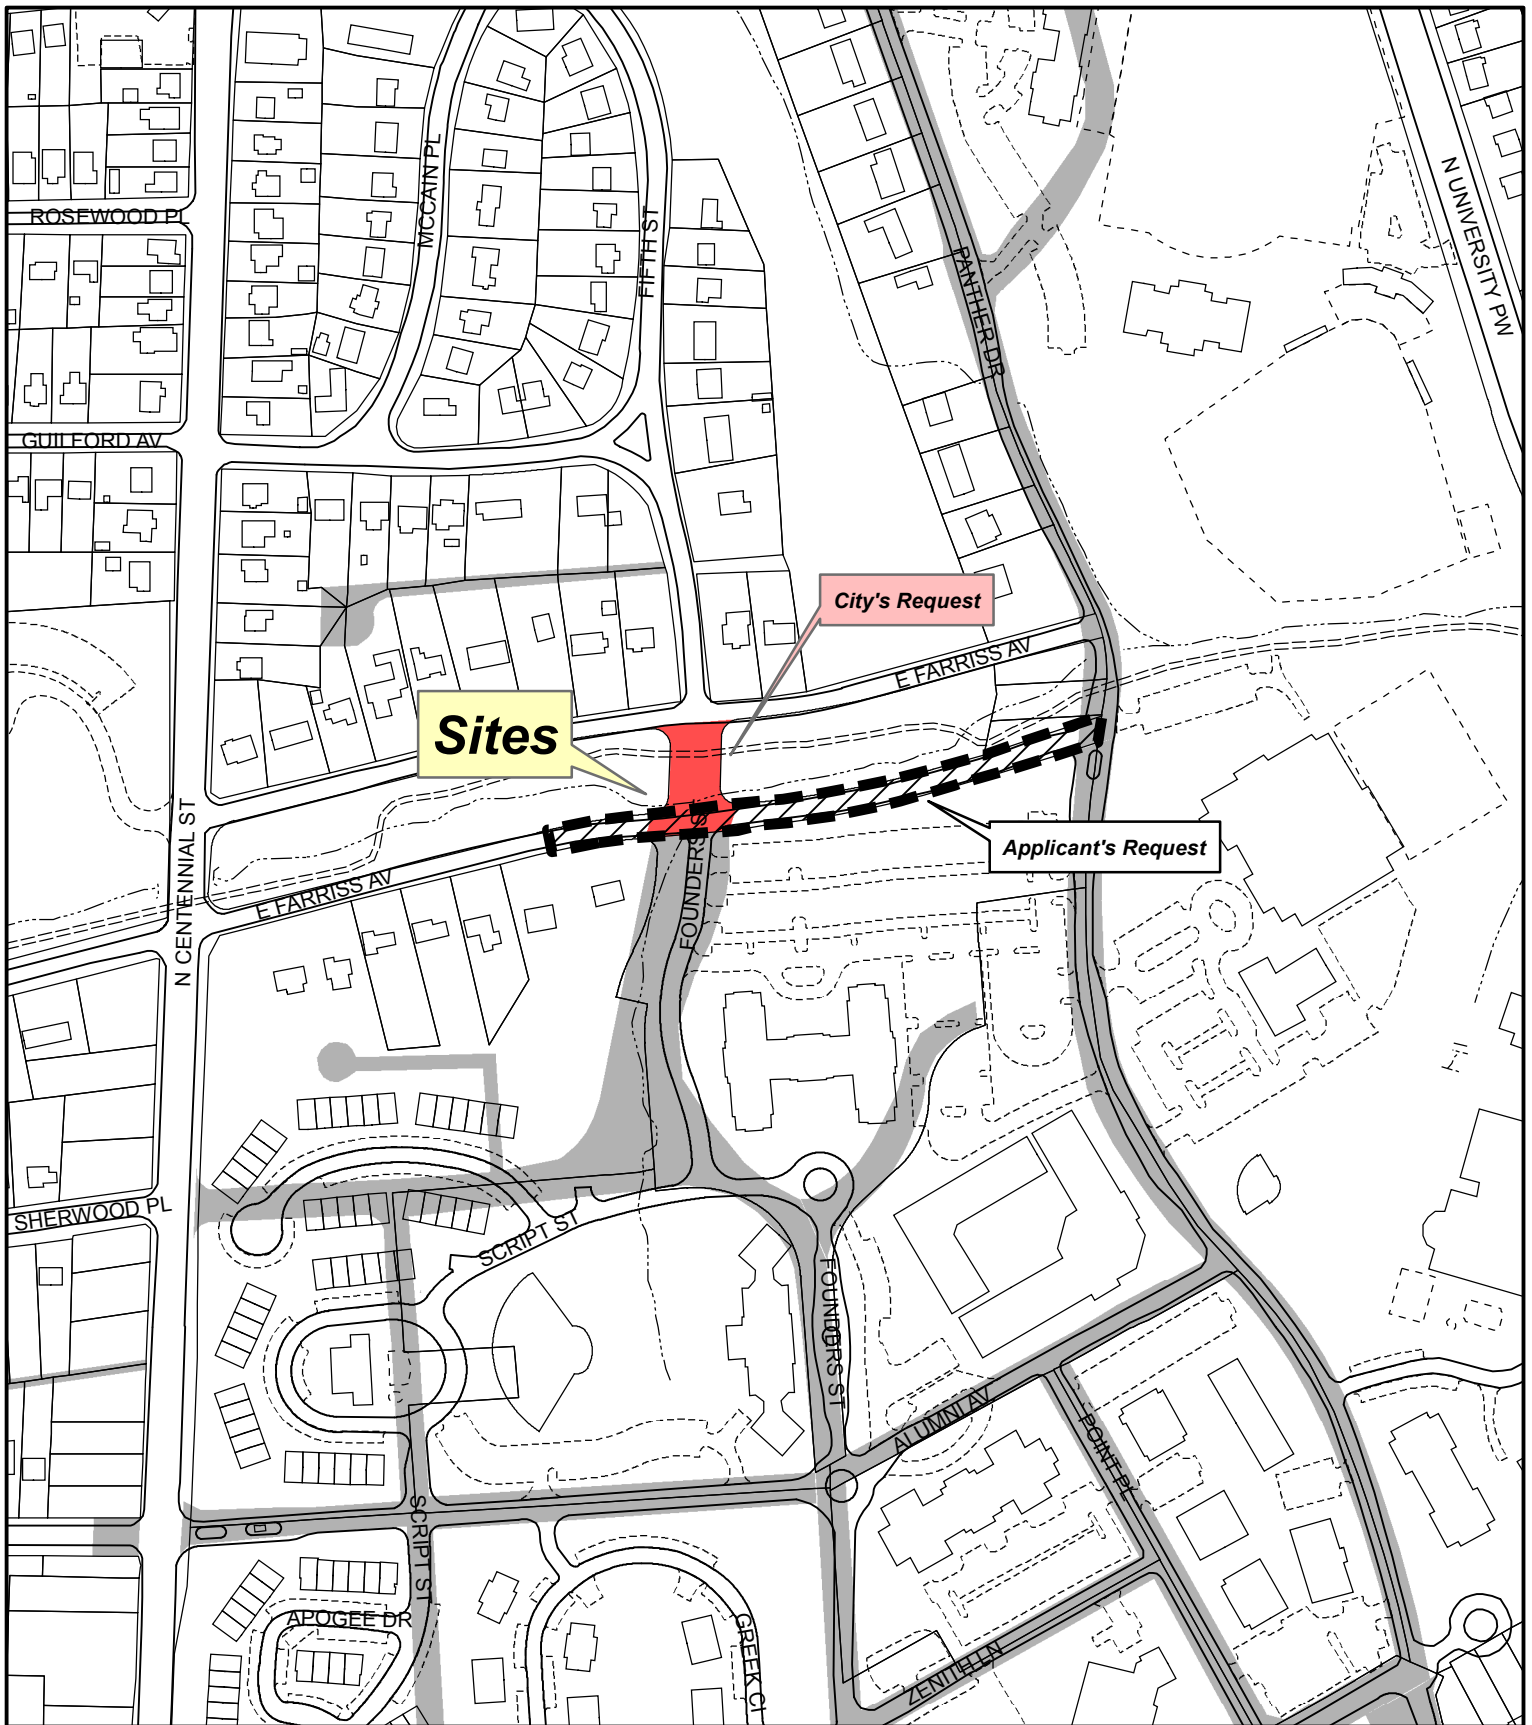 ROSEWOOD PL
MCCAIN PL
FIFTH ST
N UNIVERSITY PW
PANTHER DR
GUILFORD AV
City's Request
E FARRISS AV
Sites
N CENTENNIAL ST
FOUNDERS ST
Applicant's Request
E FARRISS AV
SHERWOOD PL
SCRIPT ST
FOUNDERS ST
ALUMNI AV
POINT PL
SCRIPT ST
APOGEE DR
GREEK CI
ZENITH LN